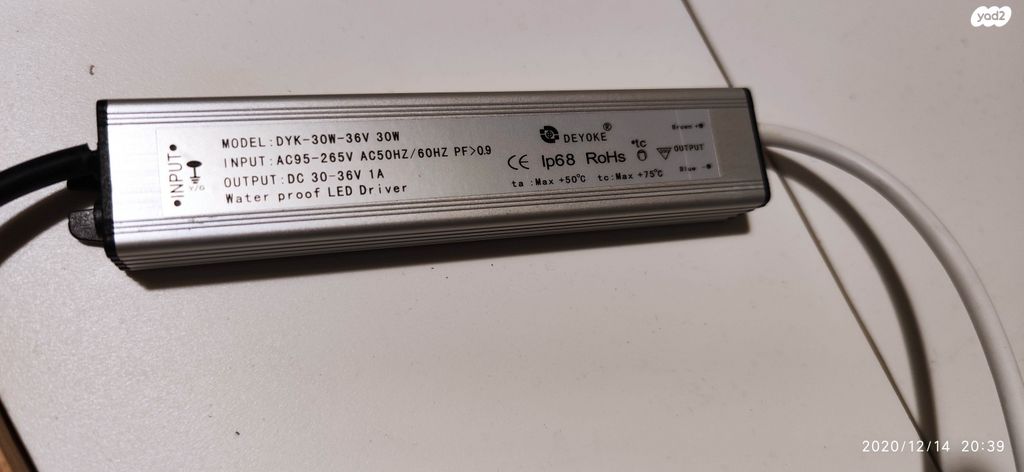 yad2
INPUT
Y/G
MODEL:DYK-30W-36V 30W
INPUT:AC95-265V AC50HZ/60HZ PF>0.9
OUTPUT:DC 30-36V 1A
Water proof LED Driver
DEYOKE®
CE Ip68 RoHs
•tc
ta:Max +50℃ tc:Max +75℃
Brown +
OUTPUT
Blue -
2020/12/14 20:39